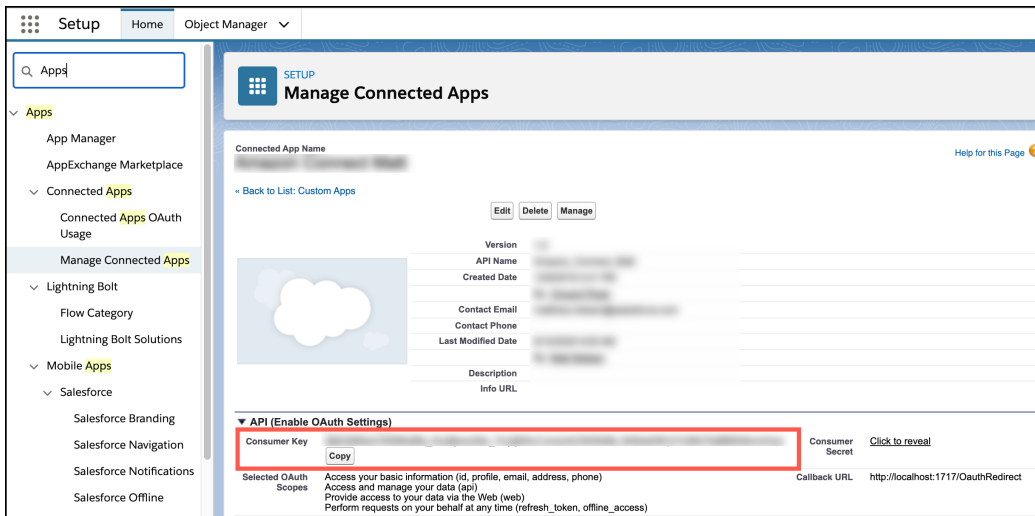 Setup
Home
Object Manager
Apps
Apps
App Manager
AppExchange Marketplace
Connected Apps
Connected Apps OAuth
Usage
Manage Connected Apps
Lightning Bolt
Flow Category
Lightning Bolt Solutions
Mobile Apps
Salesforce
Salesforce Branding
Salesforce Navigation
Salesforce Notifications
Salesforce Offline
SETUP
Manage Connected Apps
Connected App Name
Help for this Page
« Back to List: Custom Apps
Edit Delete Manage
Version
API Name
Created Date
Contact Email
Contact Phone
Last Modified Date
Description
Info URL
API (Enable OAuth Settings)
Consumer Key
Copy
Consumer
Secret
Click to reveal
Selected OAuth
Scopes
Access your basic information (id, profile, email, address, phone)
Access and manage your data (api)
Provide access to your data via the Web (web)
Perform requests on your behalf at any time (refresh_token, offline_access)
Callback URL
http://localhost:1717/OauthRedirect